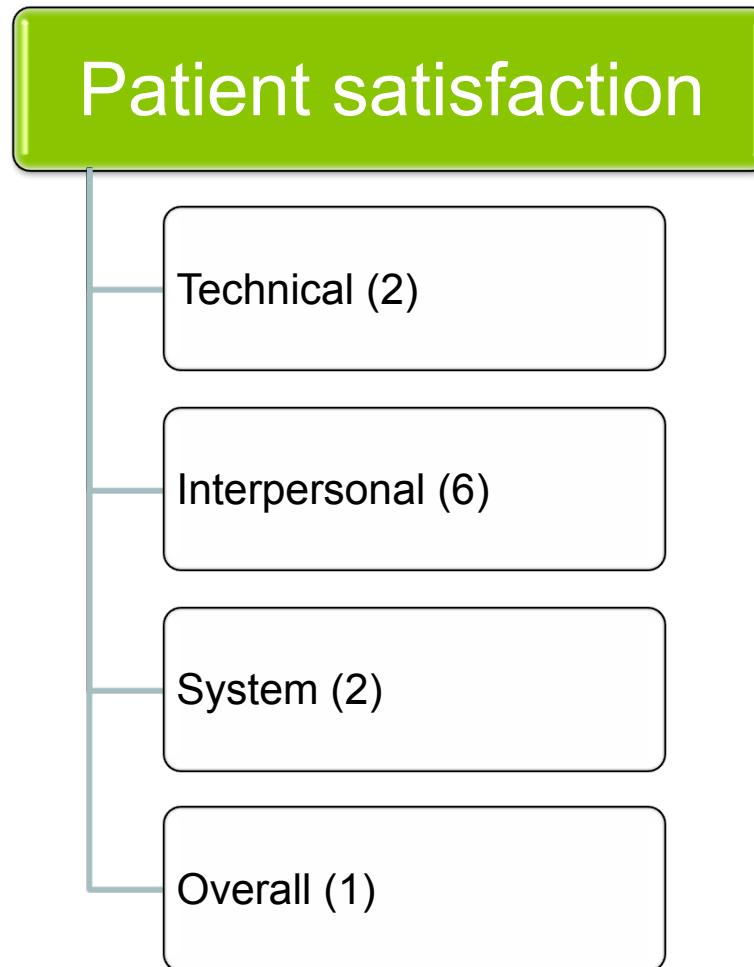 Patient satisfaction
Technical (2)
Interpersonal (6)
System (2)
Overall (1)